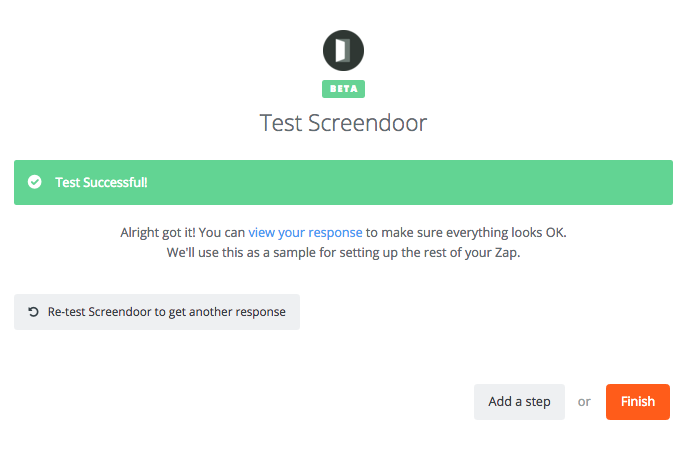 BETA
Test Screendoor
Test Successful!
Alright got it! You can view your response to make sure everything looks OK.
We'll use this as a sample for setting up the rest of your Zap.
Re-test Screendoor to get another response
Add a step or Finish